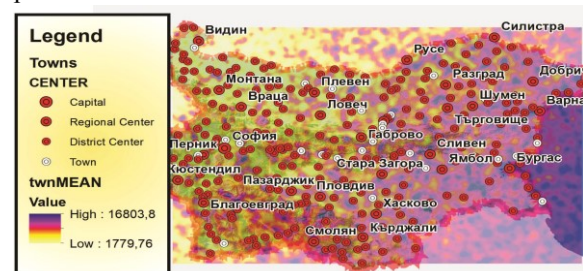 Legend
Towns
CENTER
Capital
Regional Center
District Center
Town
twnMEAN
Value
High : 16803,8
Low : 1779,76
Видин
Силистра
Русе
Монтана
Плевен
Разград
Добри
Враца
Ловеч
Шумен
Варна
Търговище
София
Габрово
Перник
Сливен
Стара Загора
Ямбол
Бургас
Кюстендил
Пазарджик
Пловдив
Благоевград
Хасково
Смолян
Кърджали